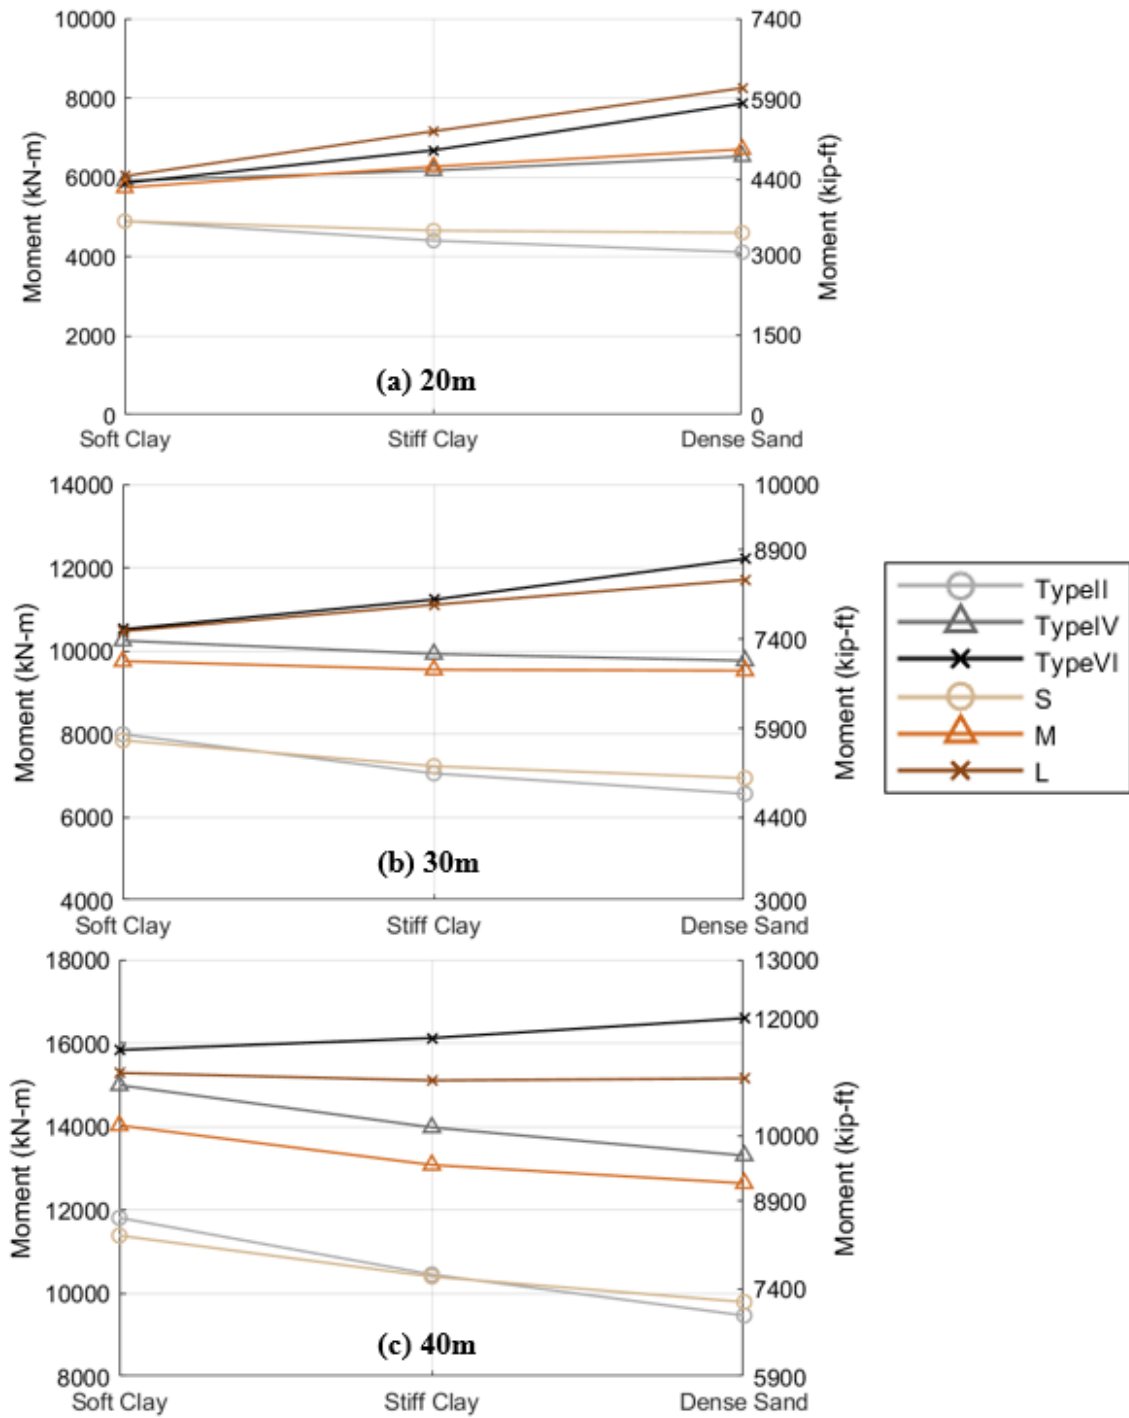 10000
8000
6000
4000
2000
0
Moment (kN-m)
7400
5900
4400
3000
1500
0
Moment (kip-ft)
(a) 20m
Soft Clay Stiff Clay Dense Sand
14000
12000
10000
8000
6000
4000
Moment (kN-m)
10000
8900
7400
5900
4400
3000
Moment (kip-ft)
(b) 30m
Soft Clay Stiff Clay Dense Sand
TypeII
TypeIV
TypeVI
S
M
L
18000
16000
14000
12000
10000
8000
Moment (kN-m)
13000
12000
10000
8900
7400
5900
Moment (kip-ft)
(c) 40m
Soft Clay Stiff Clay Dense Sand